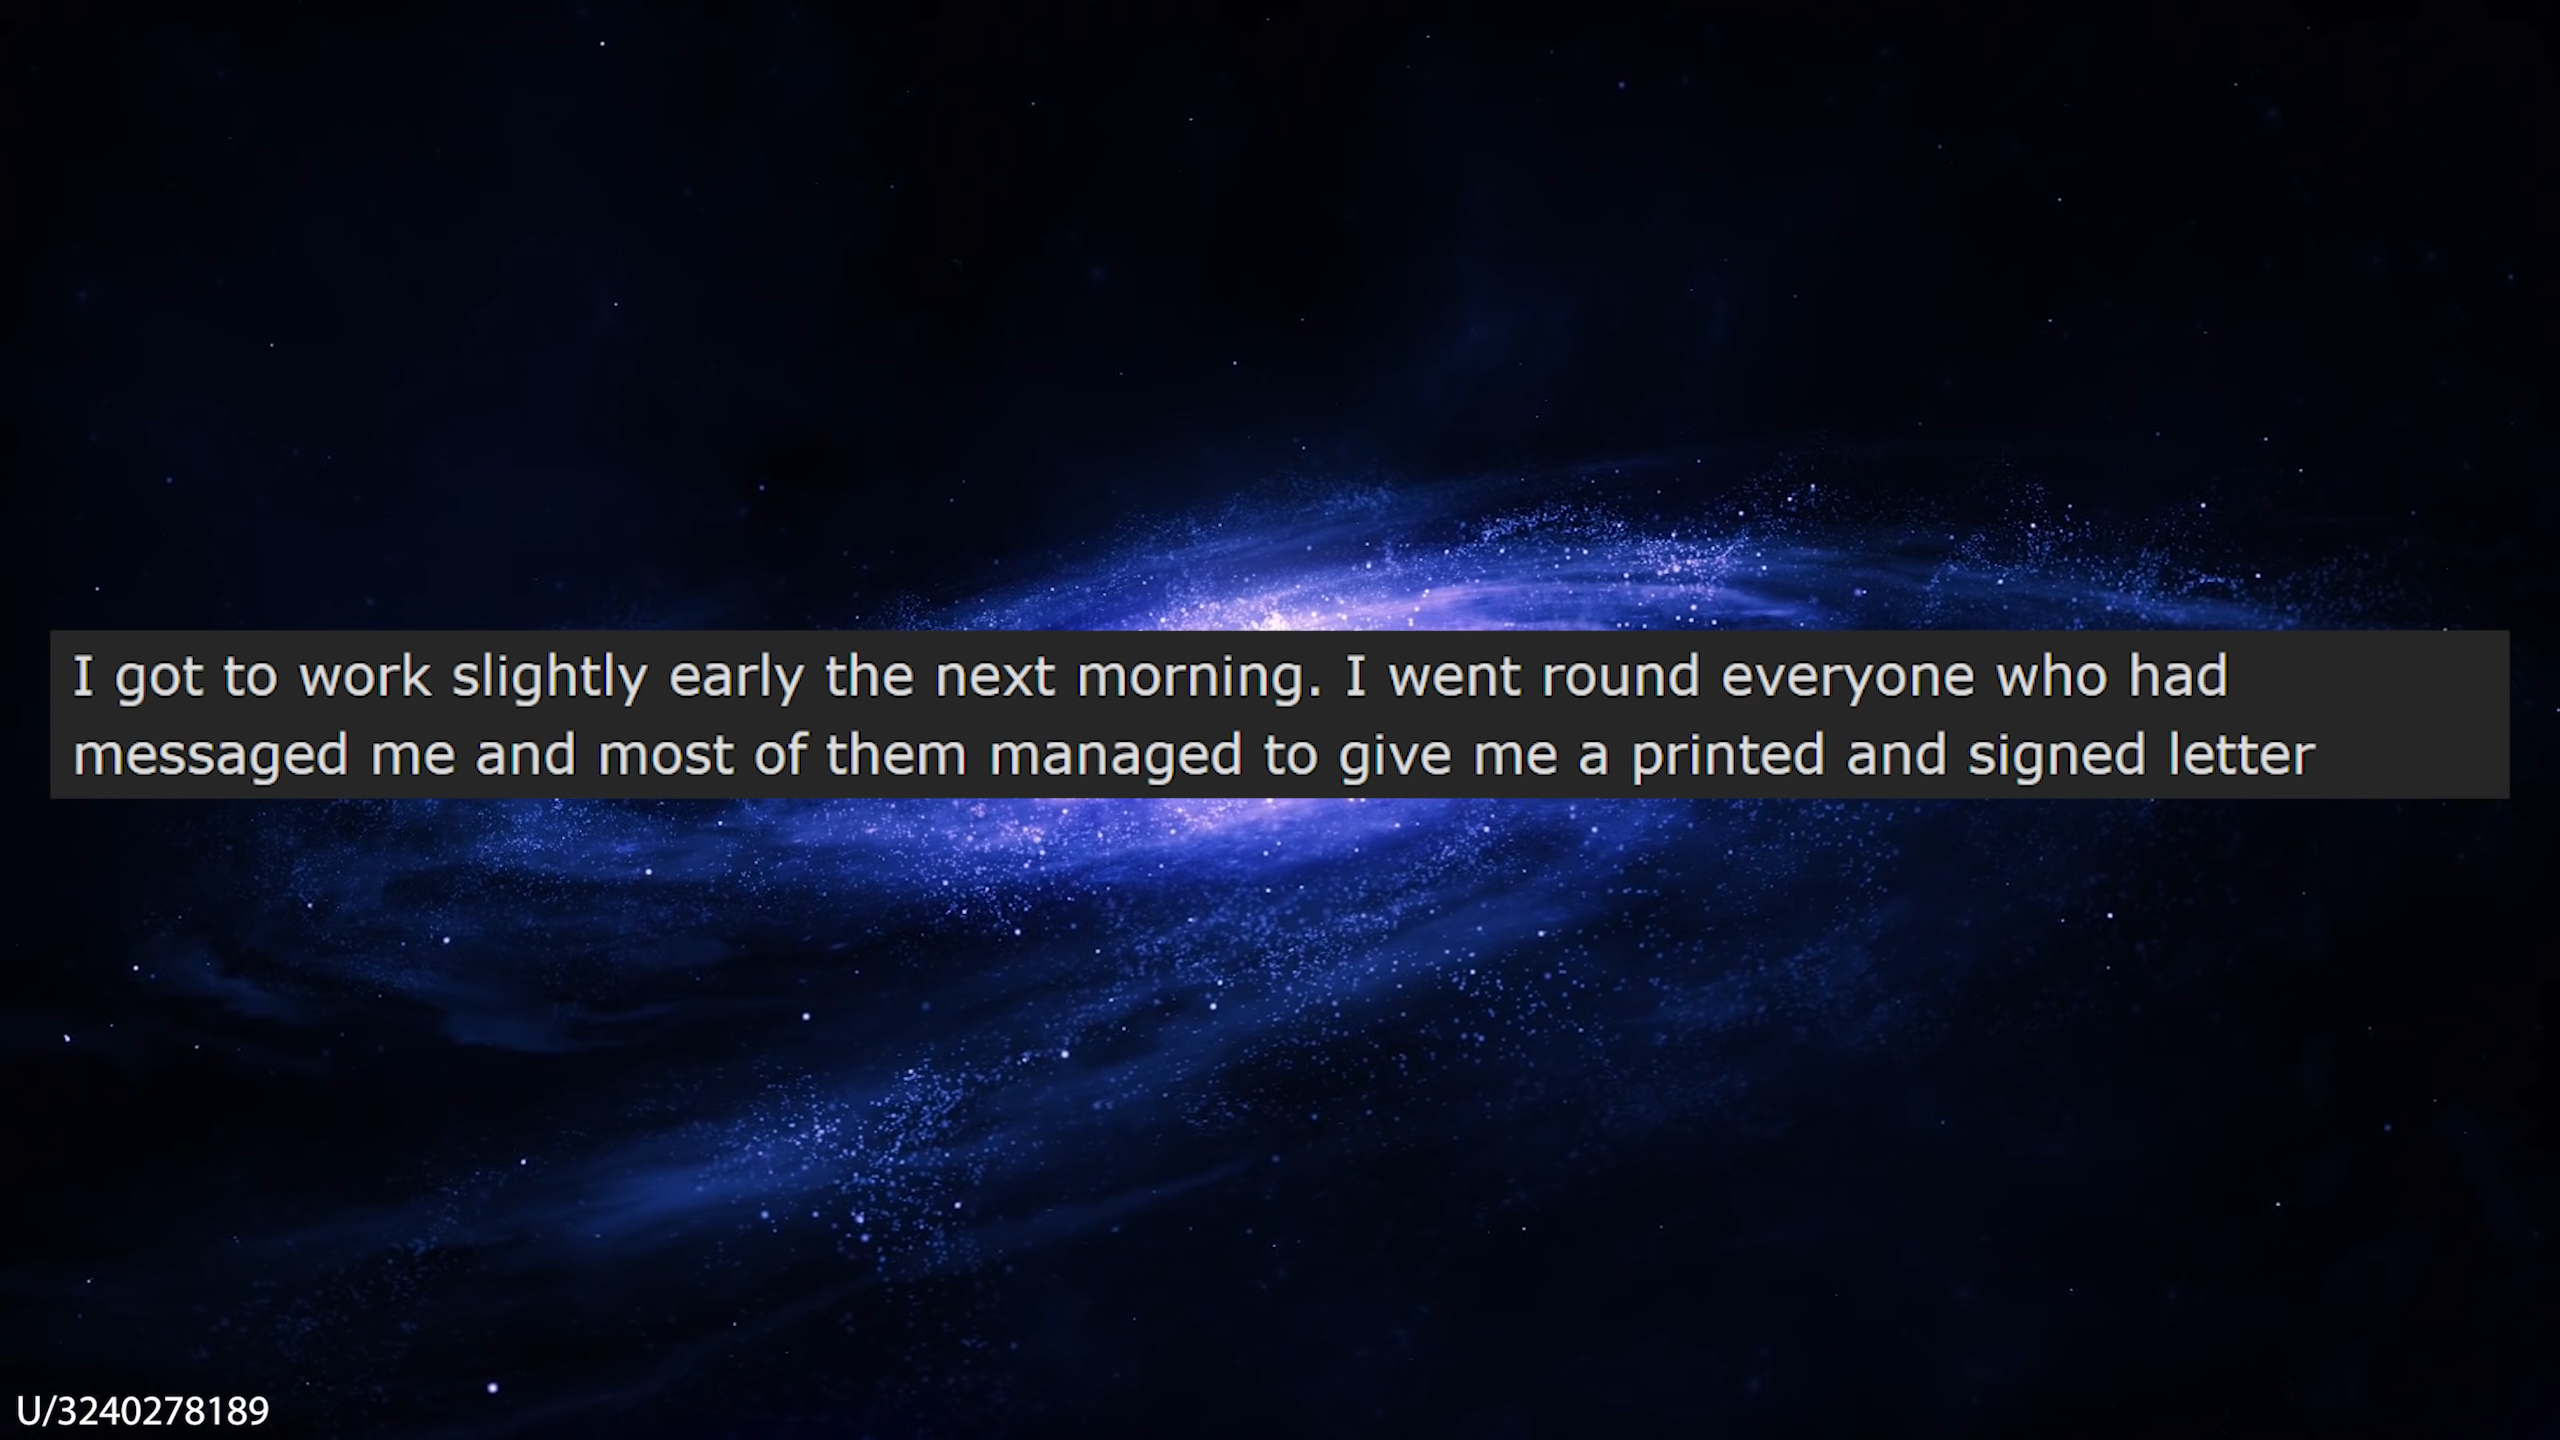 I got to work slightly early the next morning. I went round everyone who had
messaged me and most of them managed to give me a printed and signed letter
U/3240278189